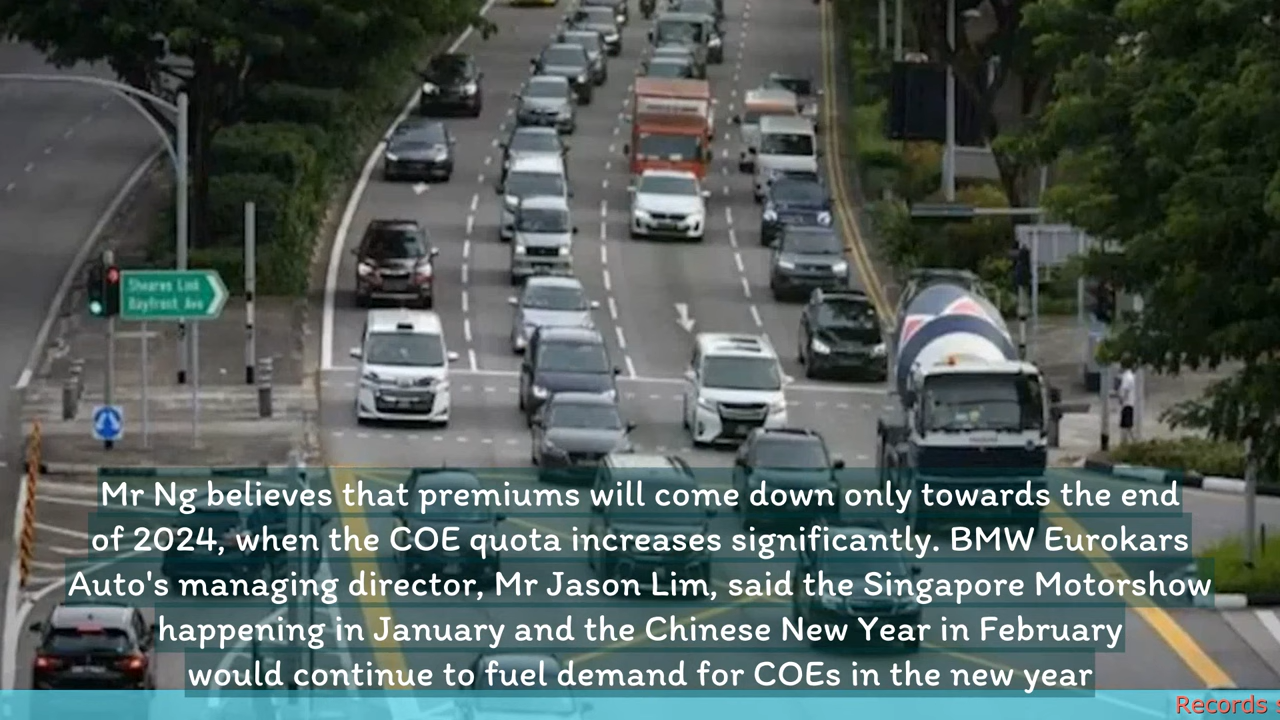 Sheares Link
Bayfront Ave
Mr Ng believes that premiums will come down only towards the end
of 2024, when the COE quota increases significantly. BMW Eurokars
Auto's managing director, Mr Jason Lim, said the Singapore Motorshow
happening in January and the Chinese New Year in February
would continue to fuel demand for COEs in the new year
Records